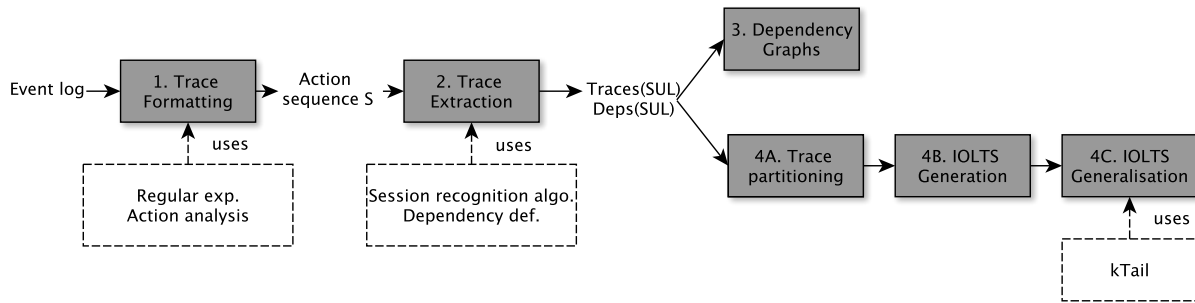 Event log
1. Trace
Formatting
uses
Regular exp.
Action analysis
Action
sequence S
2. Trace
Extraction
uses
Session recognition algo.
Dependency def.
Traces(SUL)
Deps(SUL)
3. Dependency
Graphs
4A. Trace
partitioning
4B. IOLTS
Generation
4C. IOLTS
Generalisation
uses
kTail